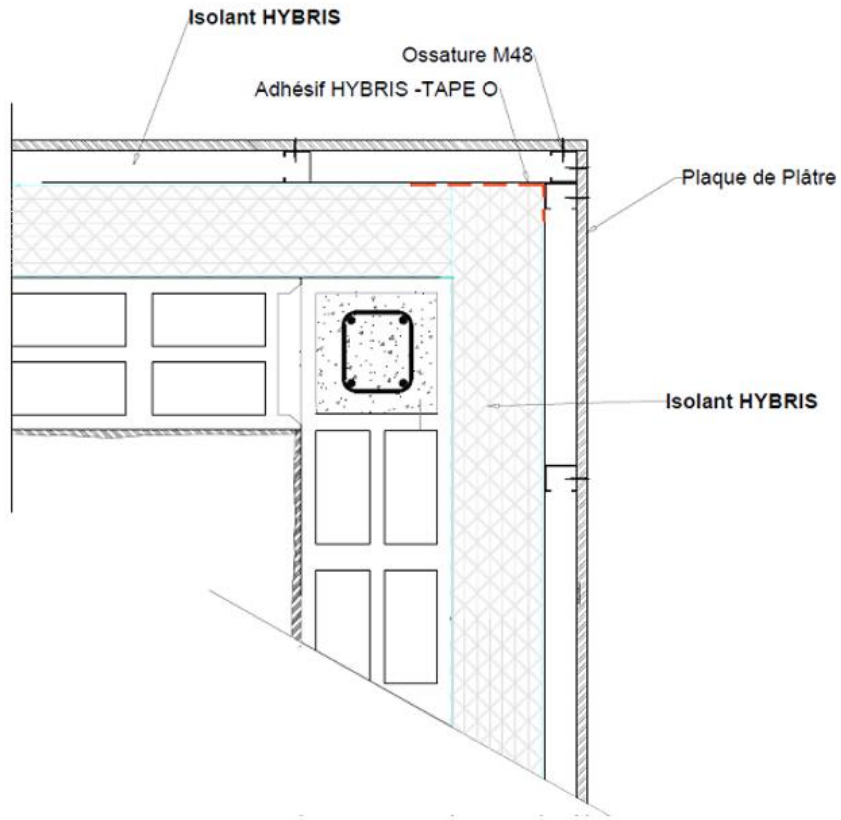 Isolant HYBRIS
Ossature M48
Adhésif HYBRIS -TAPE O
Plaque de Plâtre
Isolant HYBRIS